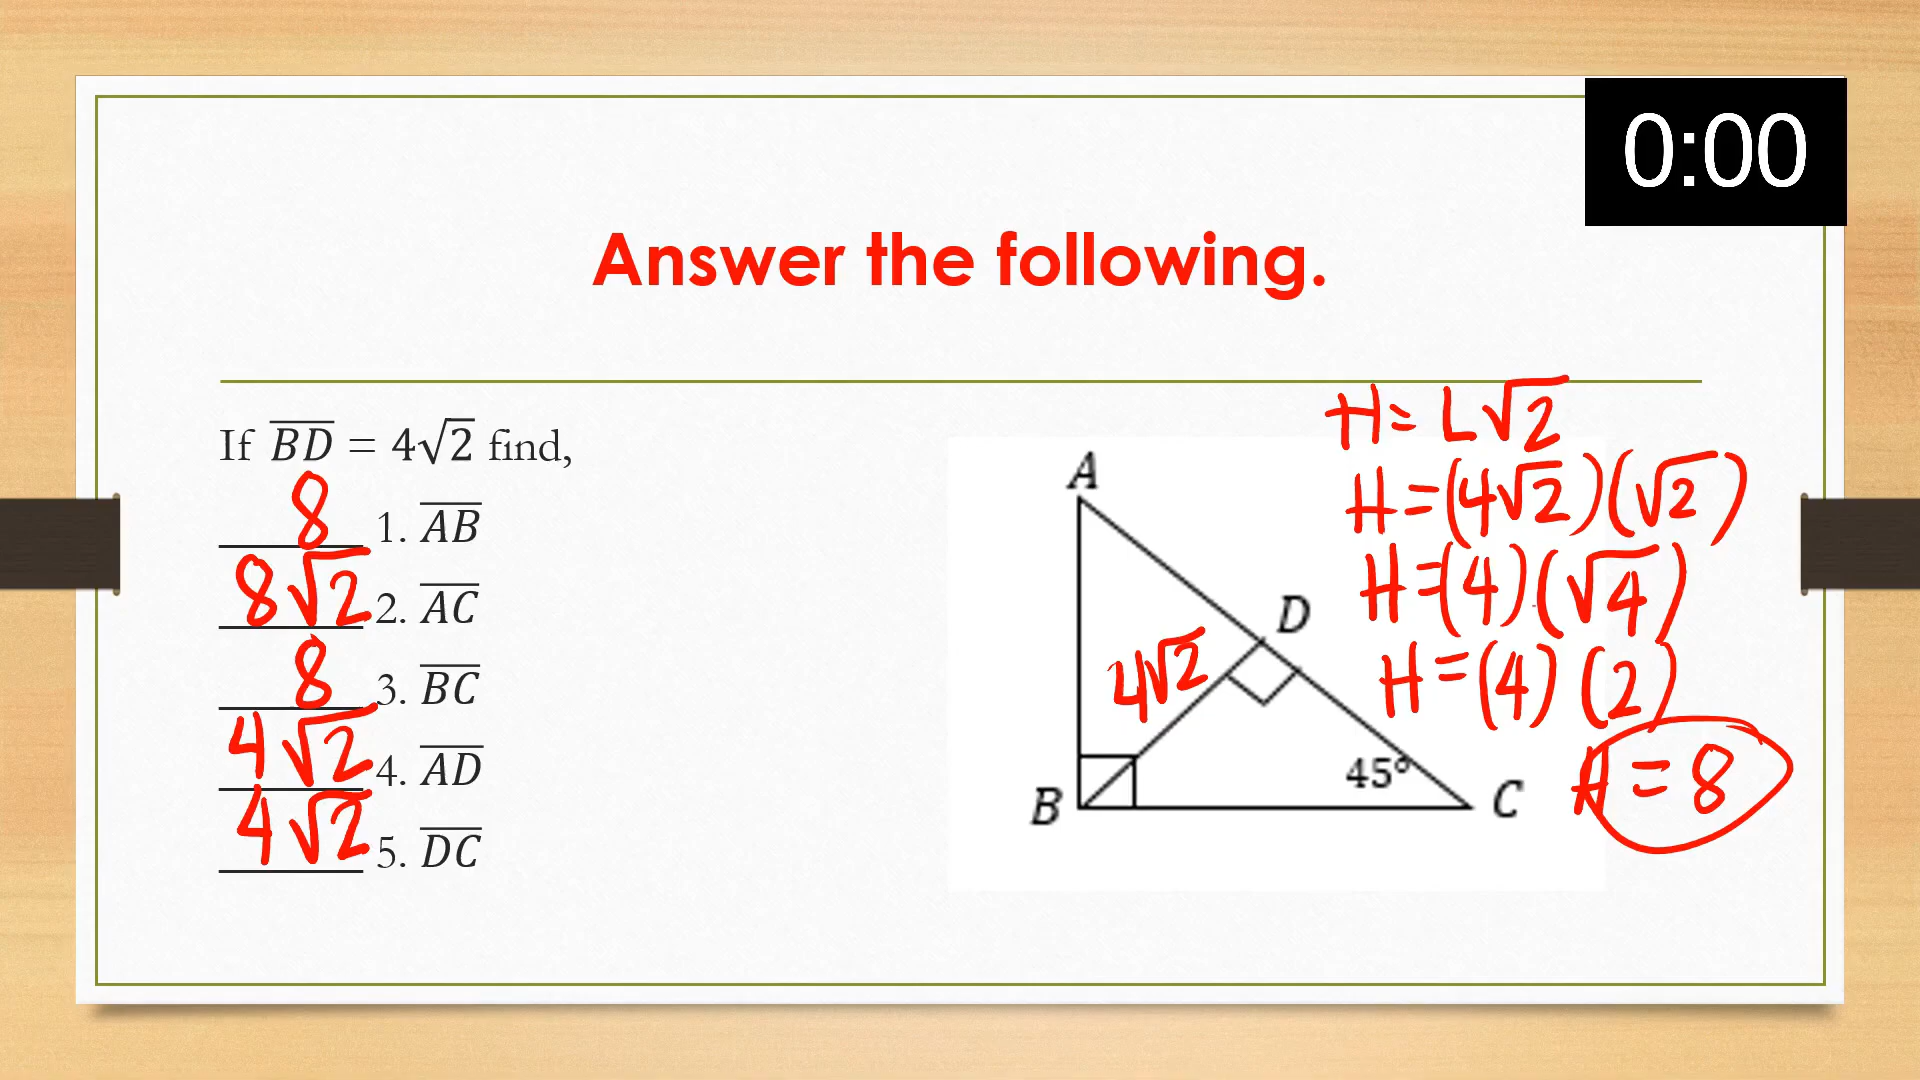 0:00
Answer the following.
If BD = 4√2 find,
8 1. AB
8√2 2. AC
8 3. BC
4√2 4. AD
4√2 5. DC
H = L√2
H = (4√2)(√2)
H = (4)(√4)
H = (4)(2)
H = 8
A
D
4√2
45°
B
C